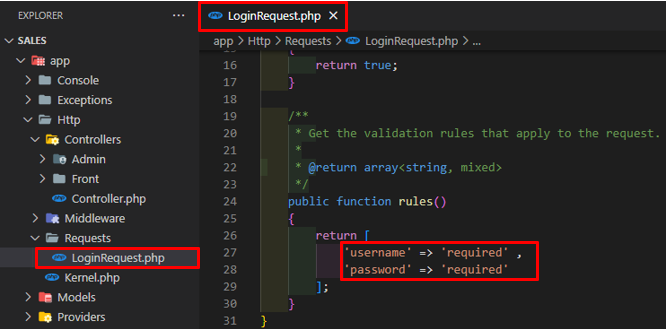 EXPLORER
SALES
app
Console
Exceptions
Http
Controllers
Admin
Front
Controller.php
Middleware
Requests
LoginRequest.php
Kernel.php
Models
Providers
LoginRequest.php ×
app > Http > Requests > LoginRequest.php > ...
15 {
16 return true;
17 }
18
19 /**
20 * Get the validation rules that apply to the request.
21 *
22 * @return array<string, mixed>
23 */
24 public function rules()
25 {
26 return [
27 'username' => 'required' ,
28 'password' => 'required'
29 ];
30 }
31 }